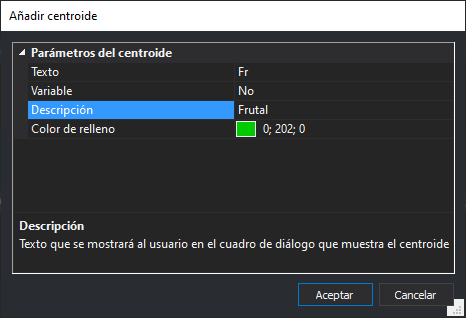 Añadir centroide
Parámetros del centroide
Texto Fr
Variable No
Descripción Frutal
Color de relleno 0; 202; 0
Descripción
Texto que se mostrará al usuario en el cuadro de diálogo que muestra el centroide
Aceptar Cancelar